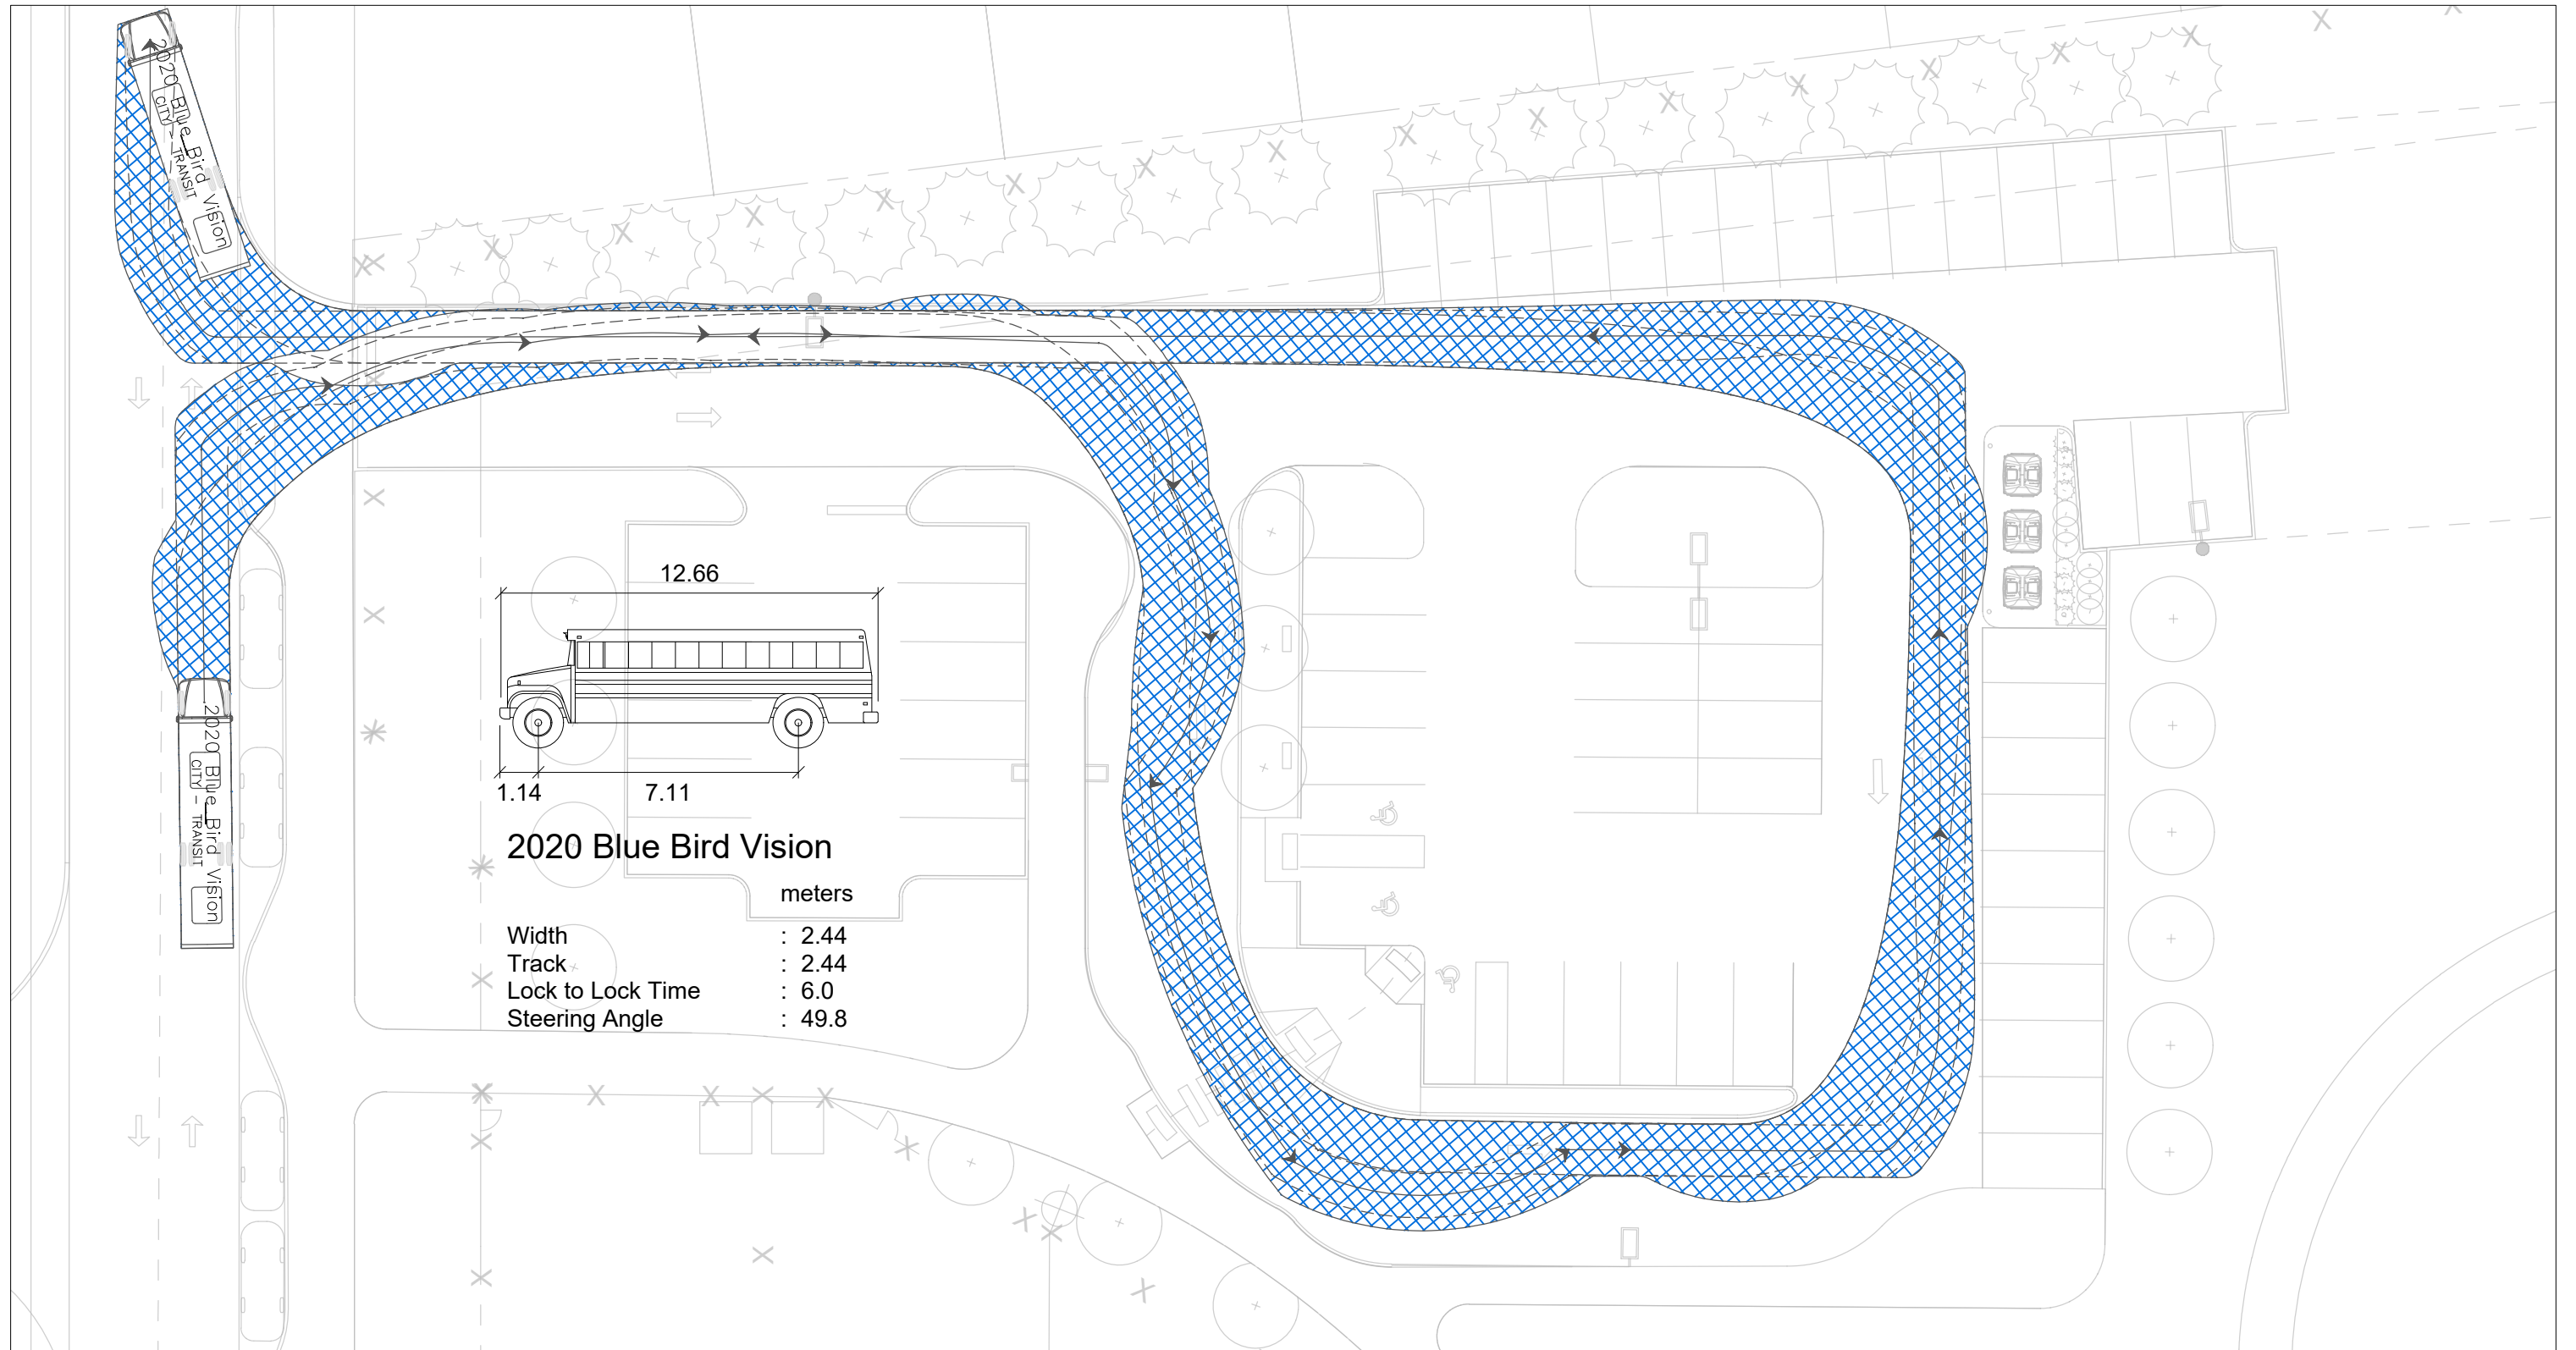 2020 Blue Bird Vision
CITY - TRANSIT
12.66
1.14
7.11
2020 Blue Bird Vision
meters
Width : 2.44
Track : 2.44
Lock to Lock Time : 6.0
Steering Angle : 49.8
2020 Blue Bird Vision
CITY - TRANSIT